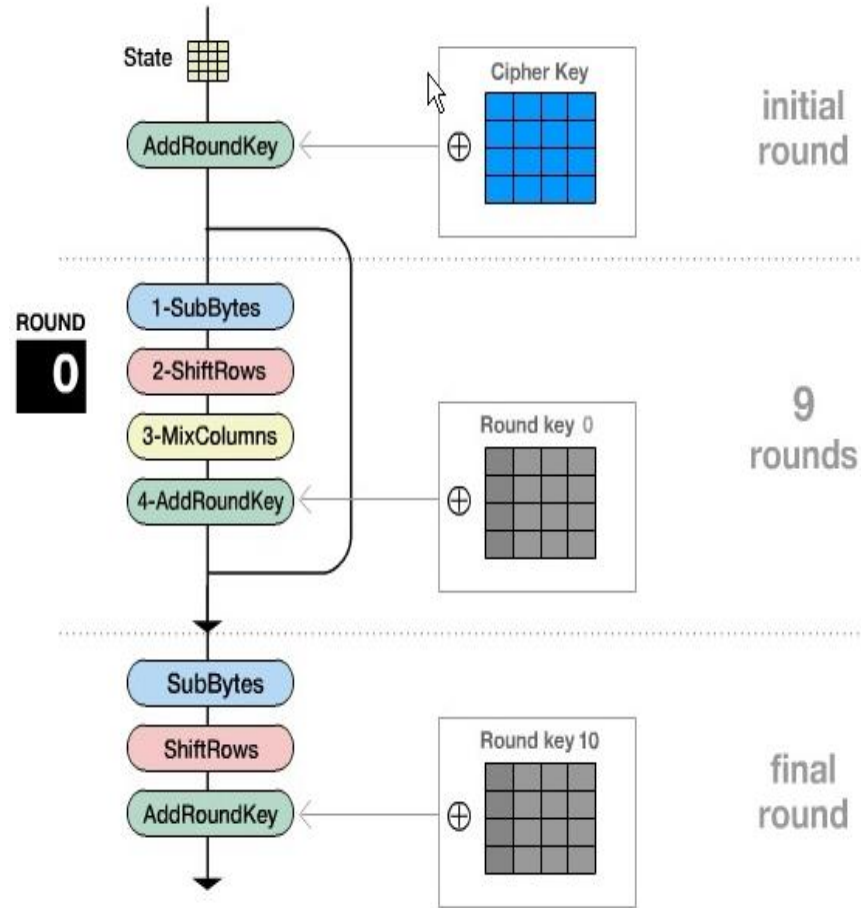 State
AddRoundKey
Cipher Key
initial
round
ROUND
0
1-SubBytes
2-ShiftRows
3-MixColumns
4-AddRoundKey
Round key 0
9
rounds
SubBytes
ShiftRows
AddRoundKey
Round key 10
final
round